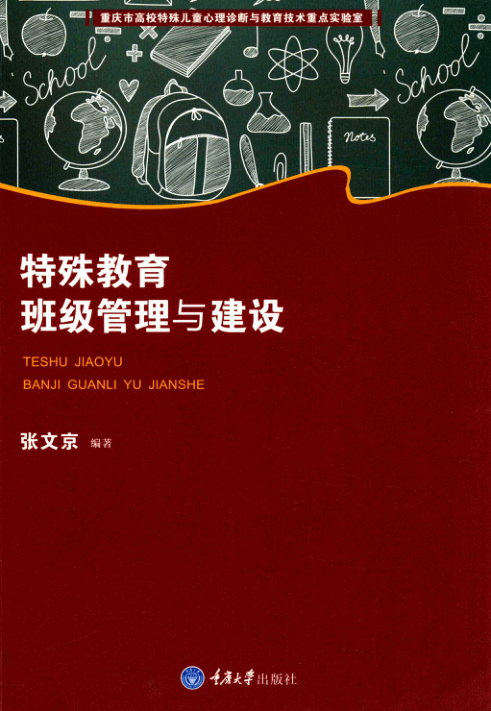 重庆市高校特殊儿童心理诊断与教育技术重点实验室
School
School
Notes
特殊教育
班级管理与建设
TESHU JIAOYU
BANJI GUANLI YU JIANSHE
张文京 编著
重庆大学出版社